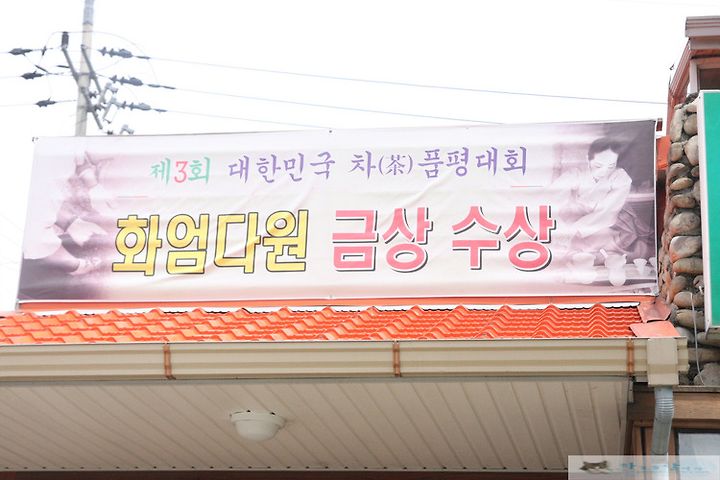 제3회 대한민국 차(茶)품평대회
화엄다원 금상 수상